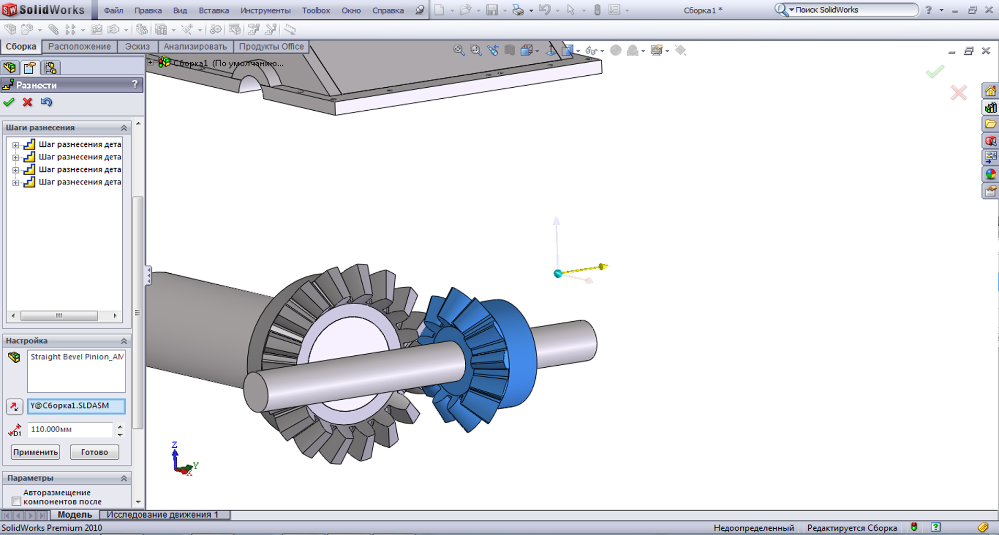 SolidWorks
Файл Правка Вид Вставка Инструменты Toolbox Окно Справка
Сборка1 *
Поиск SolidWorks
Сборка Расположение Эскиз Анализировать Продукты Office
Сборка1 (По умолчанию...
Разнести
?
Шаги разнесения
Шаг разнесения дета
Шаг разнесения дета
Шаг разнесения дета
Шаг разнесения дета
Настройка
Straight Bevel Pinion_AM
Y@Сборка1.SLDASM
D1
110.000мм
Применить Готово
Параметры
Авторазмещение
компонентов после
Z
Y
X
Модель Исследование движения 1
SolidWorks Premium 2010
Недоопределенный Редактируется Сборка